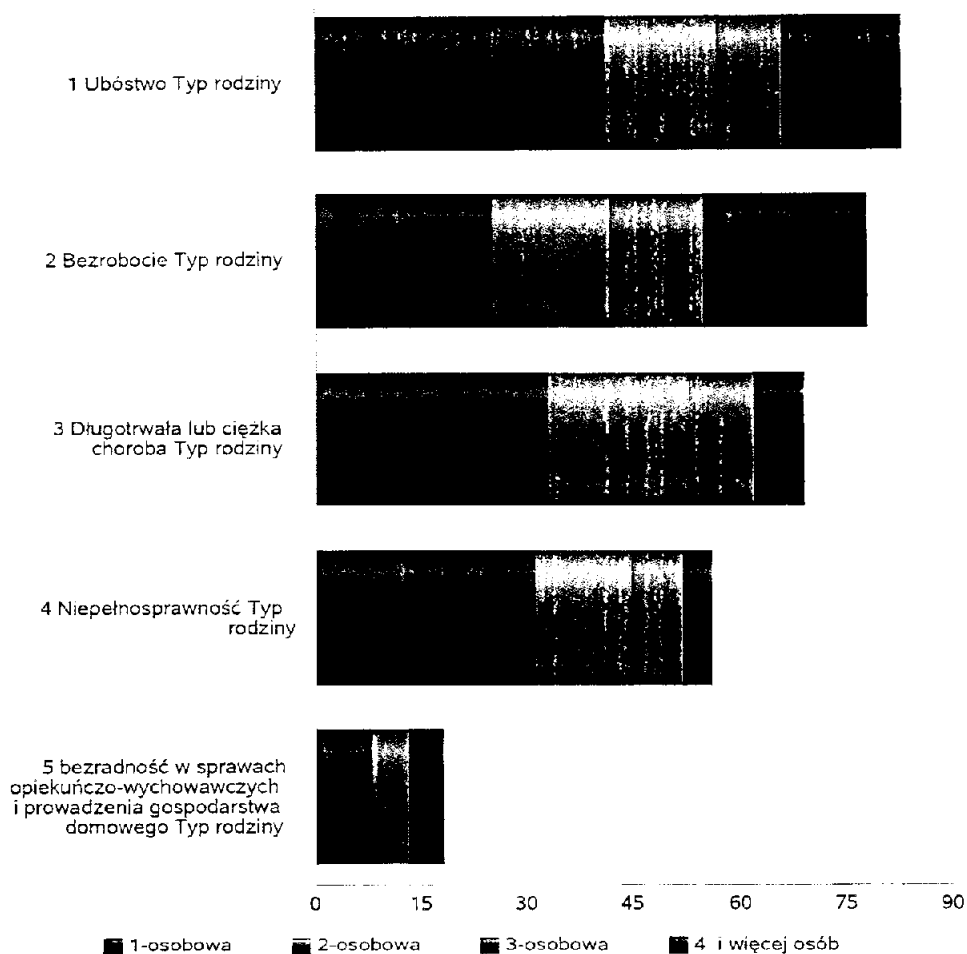 1 Ubóstwo Typ rodziny
2 Bezrobocie Typ rodziny
3 Długotrwała lub ciężka
choroba Typ rodziny
4 Niepełnosprawność Typ
rodziny
5 bezradność w sprawach
opiekuńczo-wychowawczych
i prowadzenia gospodarstwa
domowego Typ rodziny
0 15 30 45 60 75 90
1-osobowa 2-osobowa 3-osobowa 4 i więcej osób